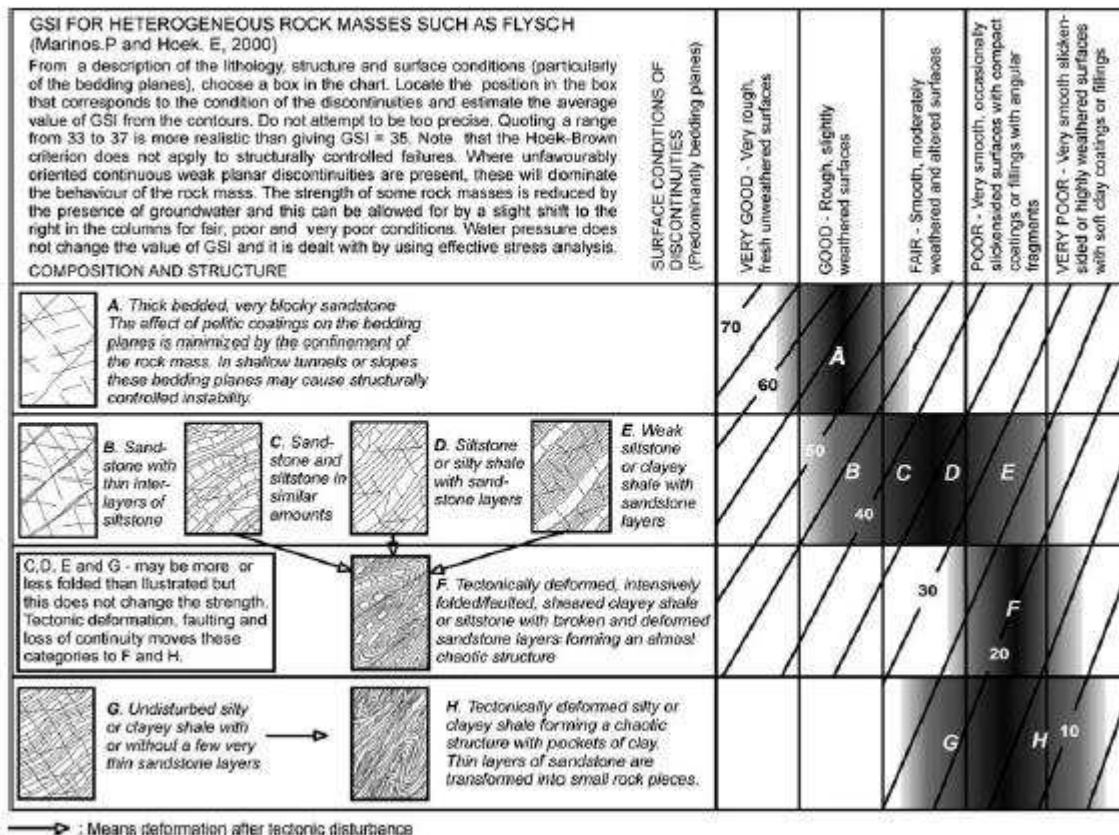 GSI FOR HETEROGENEOUS ROCK MASSES SUCH AS FLYSCH
(Marinos.P and Hoek. E, 2000)
From a description of the lithology, structure and surface conditions (particularly
of the bedding planes), choose a box in the chart. Locate the position in the box
that corresponds to the condition of the discontinuities and estimate the average
value of GSI from the contours. Do not attempt to be too precise. Quoting a range
from 33 to 37 is more realistic than giving GSI = 35. Note that the Hoek-Brown
criterion does not apply to structurally controlled failures. Where unfavourably
oriented continuous weak planar discontinuities are present, these will dominate
the behaviour of the rock mass. The strength of some rock masses is reduced by
the presence of groundwater and this can be allowed for by a slight shift to the
right in the columns for fair, poor and very poor conditions. Water pressure does
not change the value of GSI and it is dealt with by using effective stress analysis.
COMPOSITION AND STRUCTURE
SURFACE CONDITIONS OF
DISCONTINUITIES
(Predominantly bedding planes)
VERY GOOD - Very rough,
fresh unweathered surfaces
GOOD - Rough, slightly
weathered surfaces
FAIR - Smooth, moderately
weathered and altered surfaces
POOR - Very smooth, occasionally
slickensided surfaces with compact
coatings or fillings with angular
fragments
VERY POOR - Very smooth slicken-
sided or highly weathered surfaces
with soft clay coatings or fillings
A. Thick bedded, very blocky sandstone
The effect of pelitic coatings on the bedding
planes is minimized by the confinement of
the rock mass. In shallow tunnels or slopes
these bedding planes may cause structurally
controlled instability.
70
60
A
B. Sand-
stone with
thin inter-
layers of
siltstone
C. Sand-
stone and
siltstone in
similar
amounts
D. Siltstone
or silty shale
with sand-
stone layers
E. Weak
siltstone
or clayey
shale with
sandstone
layers
50
B
C
D
E
40
C,D, E and G - may be more or
less folded than llustrated but
this does not change the strength.
Tectonic deformation, faulting and
loss of continuity moves these
categories to F and H.
F. Tectonically deformed, intensively
folded/faulted, sheared clayey shale
or siltstone with broken and deformed
sandstone layers forming an almost
chaotic structure
30
F
20
G. Undisturbed silty
or clayey shale with
or without a few very
thin sandstone layers
H. Tectonically deformed silty or
clayey shale forming a chaotic
structure with pockets of clay.
Thin layers of sandstone are
transformed into small rock pieces.
G
H
10
: Means deformation after tectonic disturbance